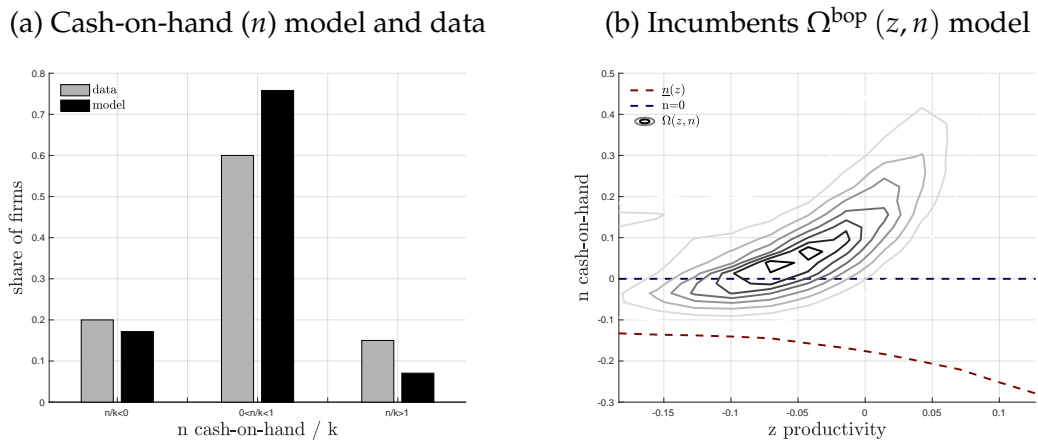 (a) Cash-on-hand (n) model and data
0.8
0.7
0.6
0.5
0.4
0.3
0.2
0.1
0
share of firms
data
model
n/k<0
0<n/k<1
n/k>1
n cash-on-hand / k
(b) Incumbents Ω^bop (z, n) model
0.5
0.4
0.3
0.2
0.1
0
-0.1
-0.2
-0.3
n cash-on-hand
n(z)
n=0
Ω(z, n)
-0.15
-0.1
-0.05
0
0.05
0.1
z productivity